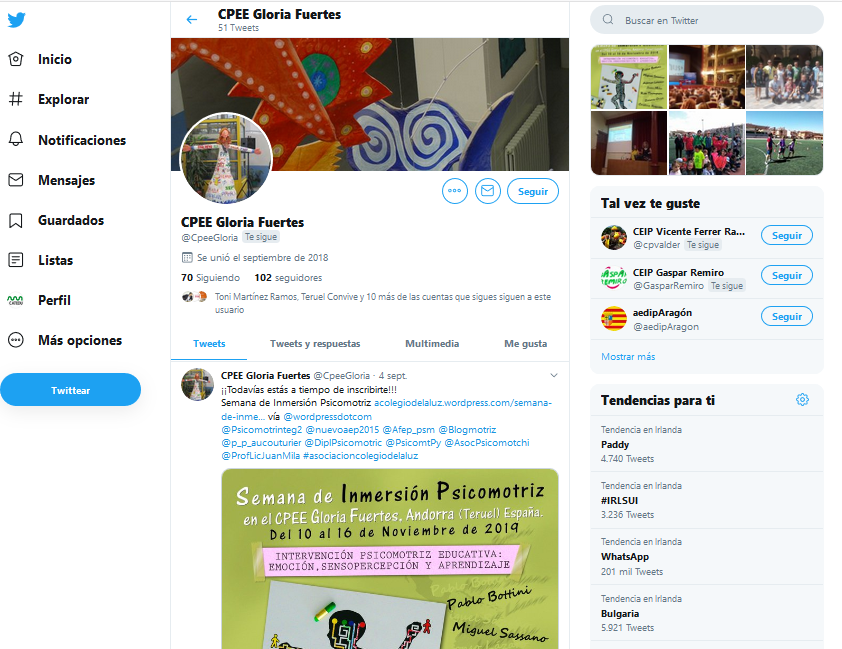 Inicio
Explorar
Notificaciones
Mensajes
Guardados
Listas
Perfil
Más opciones
Twittear
CPEE Gloria Fuertes
51 Tweets
Seguir
CPEE Gloria Fuertes
@CpeeGloria Te sigue
Se unió el septiembre de 2018
70 Siguiendo 102 seguidores
Toni Martínez Ramos, Teruel Convive y 10 más de las cuentas que sigues siguen a este
usuario
Tweets Tweets y respuestas Multimedia Me gusta
CPEE Gloria Fuertes @CpeeGloria · 4 sept.
¡¡Todavías estás a tiempo de inscribirte!!!
Semana de Inmersión Psicomotriz acolegiodelaluz.wordpress.com/semana-
de-inme... vía @wordpressdotcom
@Psicomotrinteg2 @nuevoaep2015 @Afep_psm @Blogmotriz
@p_p_aucouturier @DiplPsicomotric @PsicomtPy @AsocPsicomotchi
@ProfLicJuanMila #asociacioncolegiodelaluz
Semana de Inmersión Psicomotriz
en el CPEE Gloria Fuertes. Andorra (Teruel) España.
Del 10 al 16 de Noviembre de 2019
INTERVENCIÓN PSICOMOTRIZ EDUCATIVA:
EMOCIÓN,SENSOPERCEPCIÓN Y APRENDIZAJE
Pablo Bottini
Miguel Sassano
Buscar en Twitter
Tal vez te guste
CEIP Vicente Ferrer Ra...
@cpvalder Te sigue
Seguir
CEIP Gaspar Remiro
@GasparRemiro Te sigue
Seguir
aedipAragón
@aedipAragon
Seguir
Mostrar más
Tendencias para ti
Tendencia en Irlanda
Paddy
4.740 Tweets
Tendencia en Irlanda
#IRLSUI
3.236 Tweets
Tendencia en Irlanda
WhatsApp
201 mil Tweets
Tendencia en Irlanda
Bulgaria
5.921 Tweets